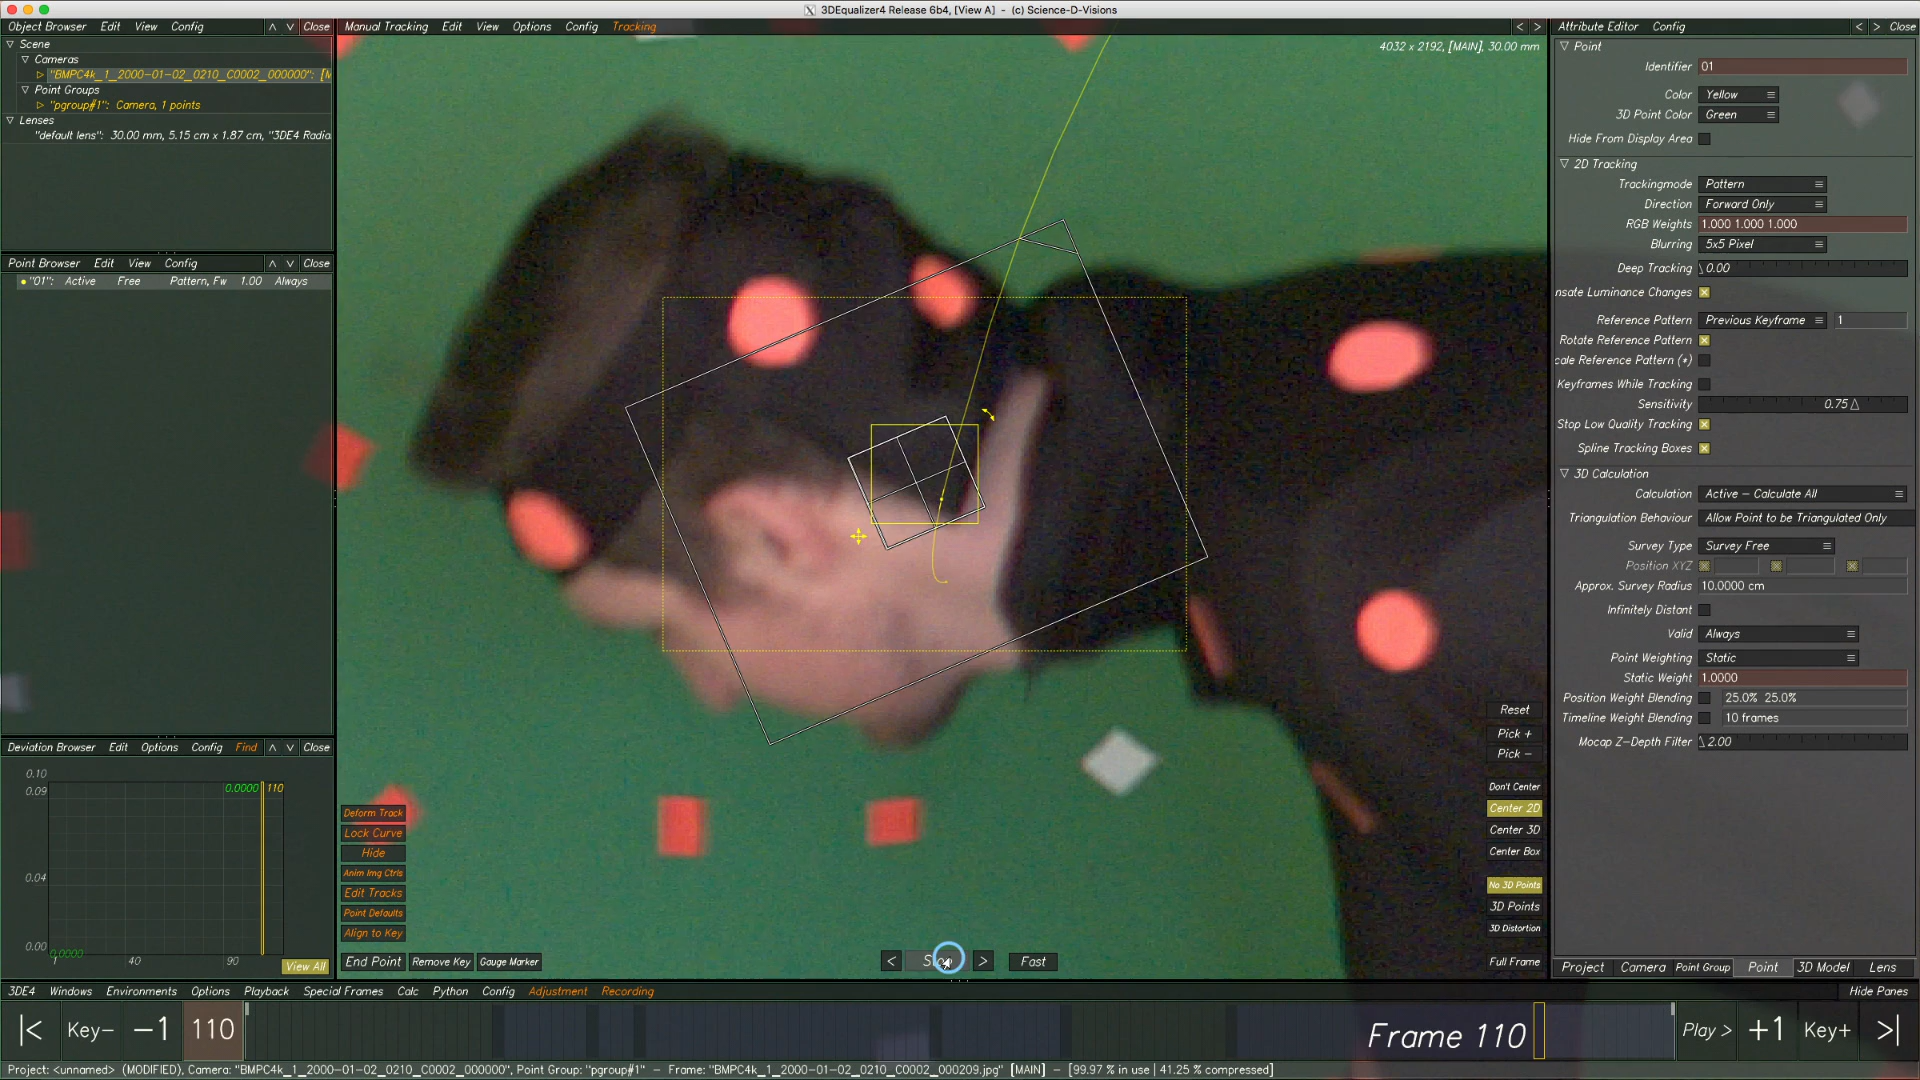 3DEqualizer4 Release 6b4, [View A]  -  (c) Science-D-Visions
Object Browser Edit View Config Close
Scene
Cameras
"BMPC4k_1_2000-01-02_0210_C0002_000000": [M
Point Groups
"pgroup#1": Camera, 1 points
Lenses
"default lens": 30.00 mm, 5.15 cm x 1.87 cm, "3DE4 Radia
Point Browser Edit View Config Close
"01": Active Free Pattern, Fw 1.00 Always
Deviation Browser Edit Options Config Find Close
0.10
0.09
0.04
0.00
0.0000 110
0.0000
1 40 90
View All
Manual Tracking Edit View Options Config Tracking < >
4032 x 2192, [MAIN], 30.00 mm
Deform Track
Lock Curve
Hide
Anim Img Ctrls
Edit Tracks
Point Defaults
Align to Key
End Point Remove Key Gauge Marker
< > Fast
Reset
Pick +
Pick -
Don't Center
Center 2D
Center 3D
Center Box
No 3D Points
3D Points
3D Distortion
Full Frame
Attribute Editor Config < > Close
Point
Identifier 01
Color Yellow
3D Point Color Green
Hide From Display Area
2D Tracking
Trackingmode Pattern
Direction Forward Only
RGB Weights 1.000 1.000 1.000
Blurring 5x5 Pixel
Deep Tracking 0.00
nsate Luminance Changes
Reference Pattern Previous Keyframe 1
Rotate Reference Pattern
cale Reference Pattern (*)
Keyframes While Tracking
Sensitivity 0.75
Stop Low Quality Tracking
Spline Tracking Boxes
3D Calculation
Calculation Active - Calculate All
Triangulation Behaviour Allow Point to be Triangulated Only
Survey Type Survey Free
Position XYZ
Approx. Survey Radius 10.0000 cm
Infinitely Distant
Valid Always
Point Weighting Static
Static Weight 1.0000
Position Weight Blending 25.0% 25.0%
Timeline Weight Blending 10 frames
Mocap Z-Depth Filter 2.00
Project Camera Point Group Point 3D Model Lens
3DE4 Windows Environments Options Playback Special Frames Calc Python Config Adjustment Recording Hide Panes
|< Key- -1 110 Frame 110 Play > +1 Key+ >|
Project: <unnamed> (MODIFIED), Camera: "BMPC4k_1_2000-01-02_0210_C0002_000000", Point Group: "pgroup#1" - Frame: "BMPC4k_1_2000-01-02_0210_C0002_000209.jpg" [MAIN] - [99.97 % in use | 41.25 % compressed]